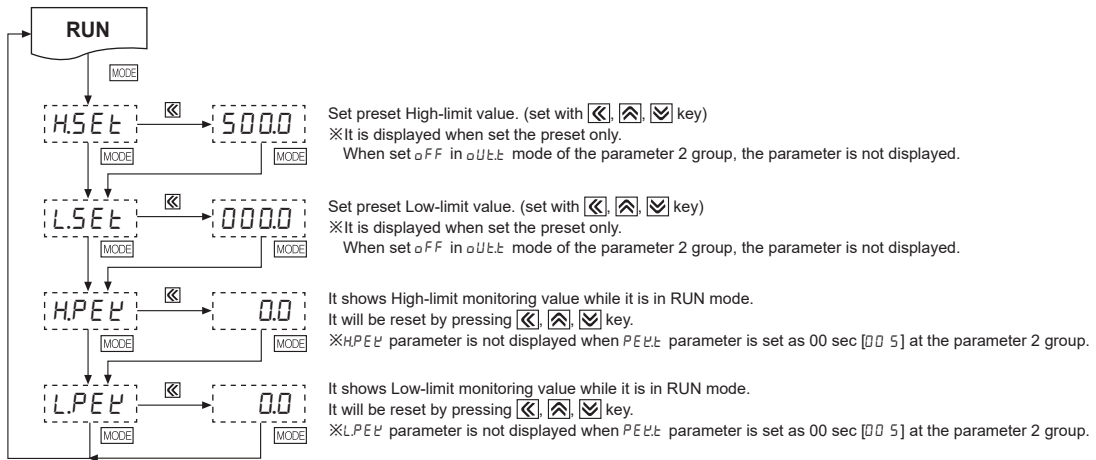 RUN
MODE
H.SEt
500.0
MODE
MODE
Set preset High-limit value. (set with «, , key)
※It is displayed when set the preset only.
When set oFF in oUt.t mode of the parameter 2 group, the parameter is not displayed.
L.SEt
000.0
MODE
MODE
Set preset Low-limit value. (set with «, , key)
※It is displayed when set the preset only.
When set oFF in oUt.t mode of the parameter 2 group, the parameter is not displayed.
H.PEK
0.0
MODE
MODE
It shows High-limit monitoring value while it is in RUN mode.
It will be reset by pressing «, , key.
※H.PEK parameter is not displayed when PEK.t parameter is set as 00 sec [00 S] at the parameter 2 group.
L.PEK
0.0
MODE
MODE
It shows Low-limit monitoring value while it is in RUN mode.
It will be reset by pressing «, , key.
※L.PEK parameter is not displayed when PEK.t parameter is set as 00 sec [00 S] at the parameter 2 group.